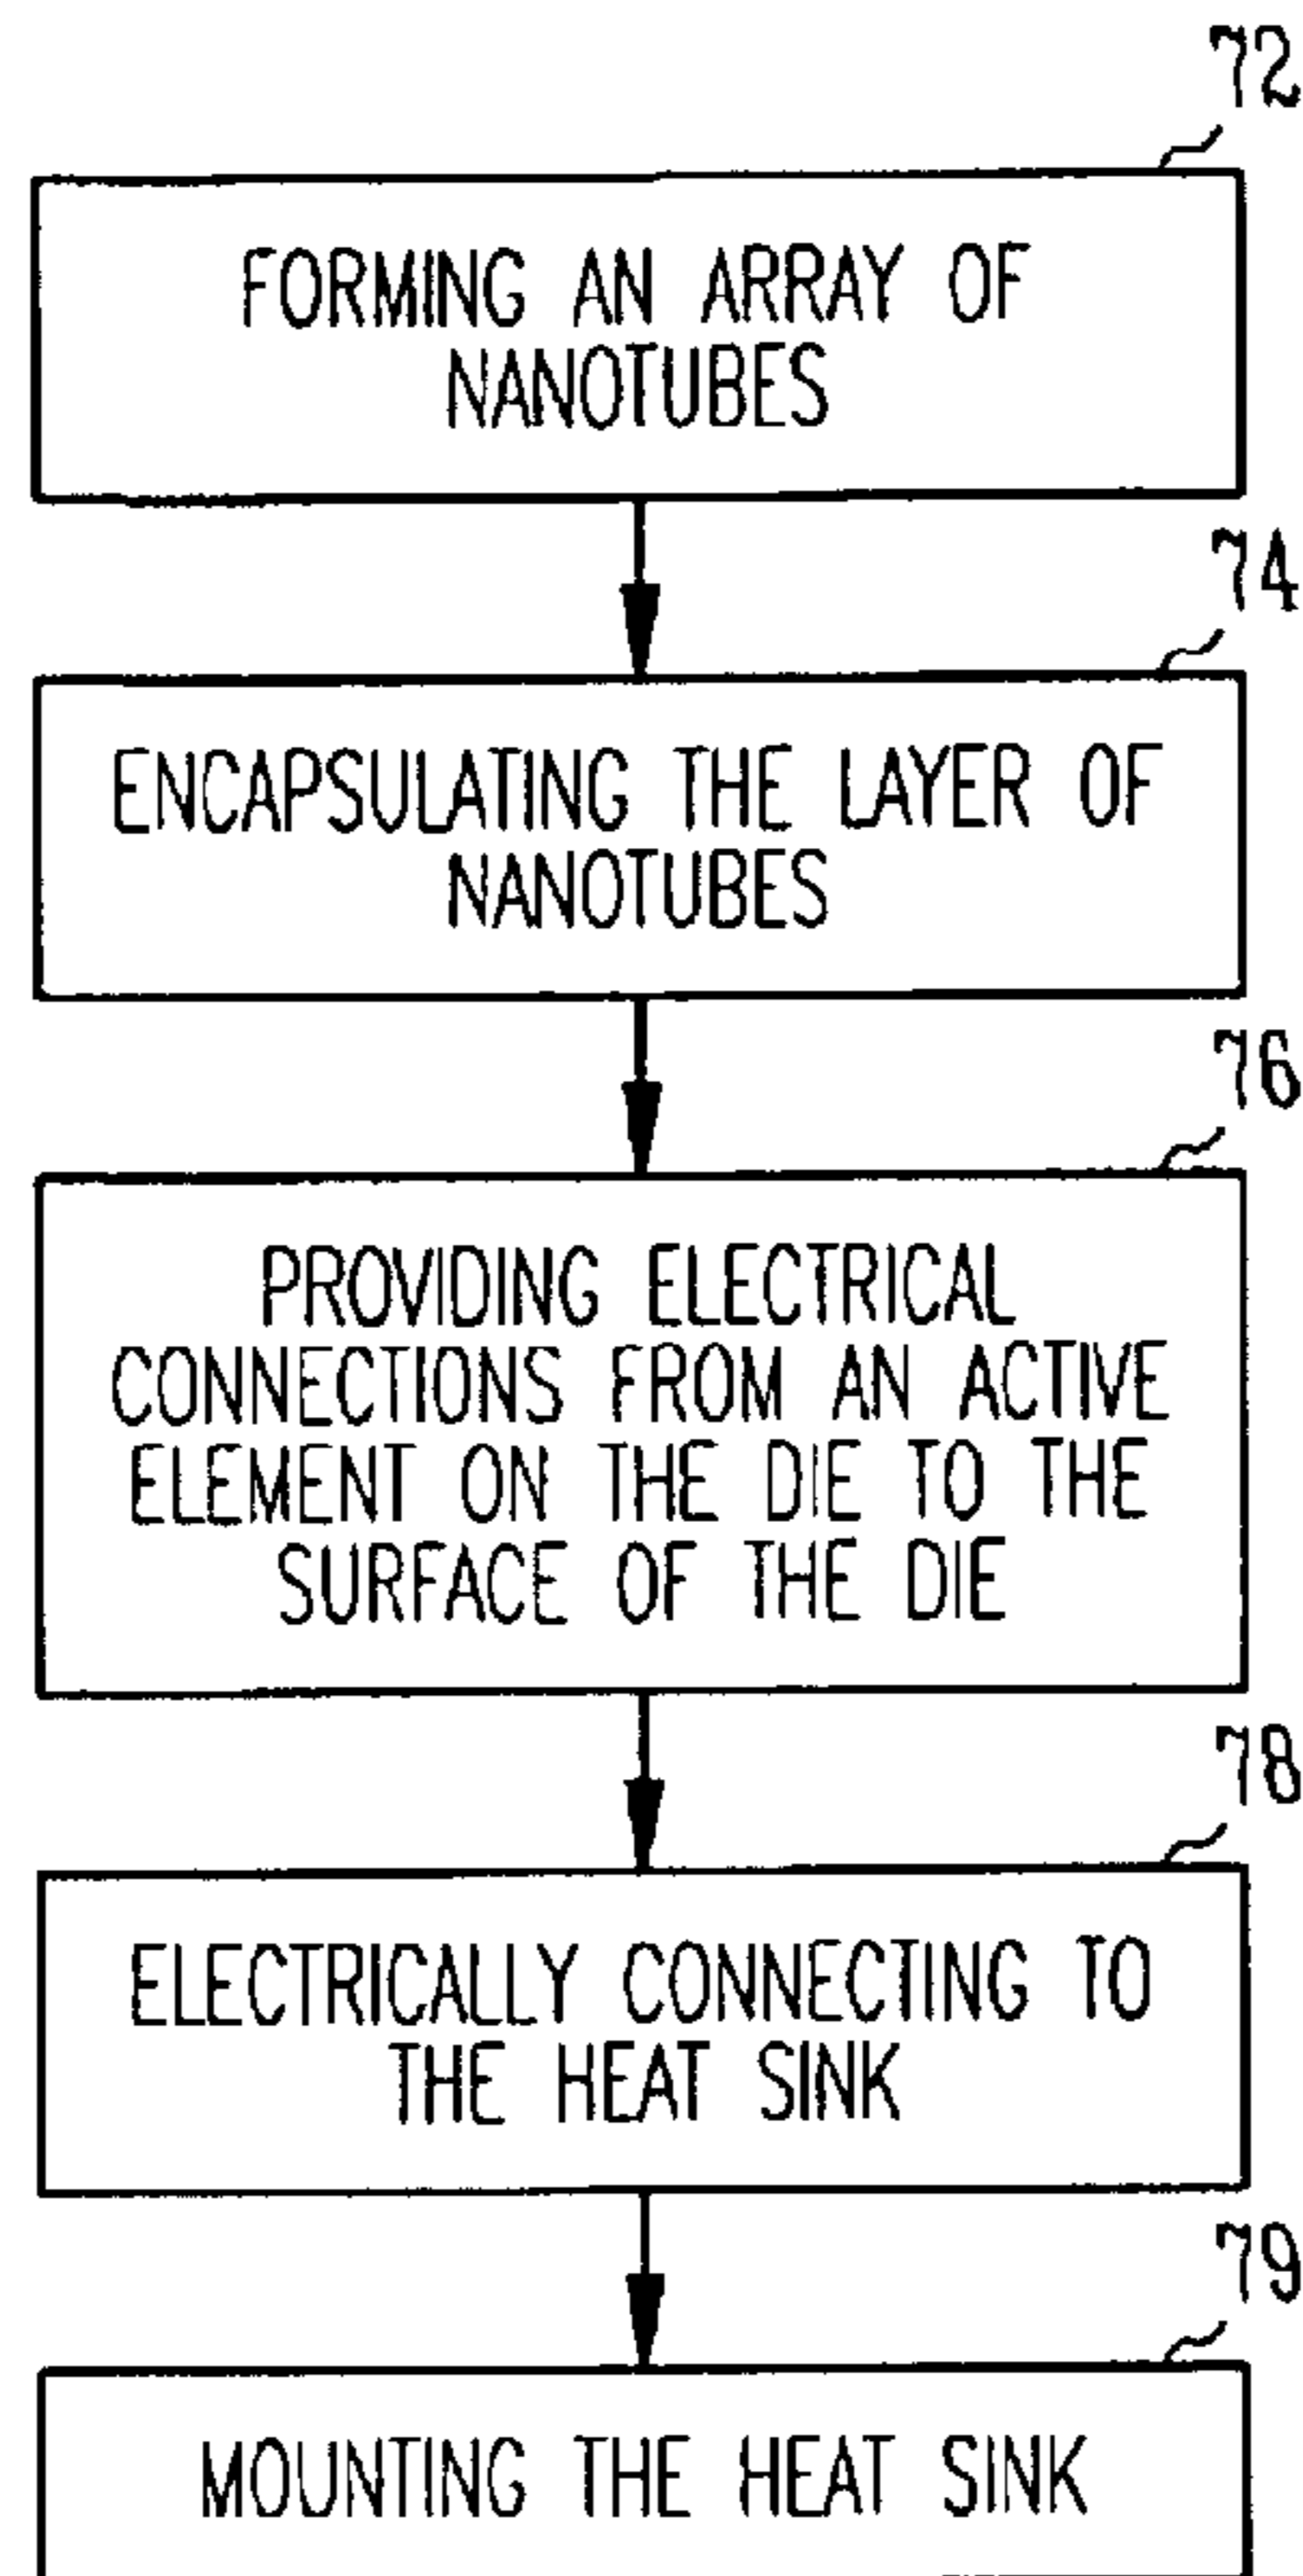 72
FORMING AN ARRAY OF
NANOTUBES
74
ENCAPSULATING THE LAYER OF
NANOTUBES
76
PROVIDING ELECTRICAL
CONNECTIONS FROM AN ACTIVE
ELEMENT ON THE DIE TO THE
SURFACE OF THE DIE
78
ELECTRICALLY CONNECTING TO
THE HEAT SINK
79
MOUNTING THE HEAT SINK